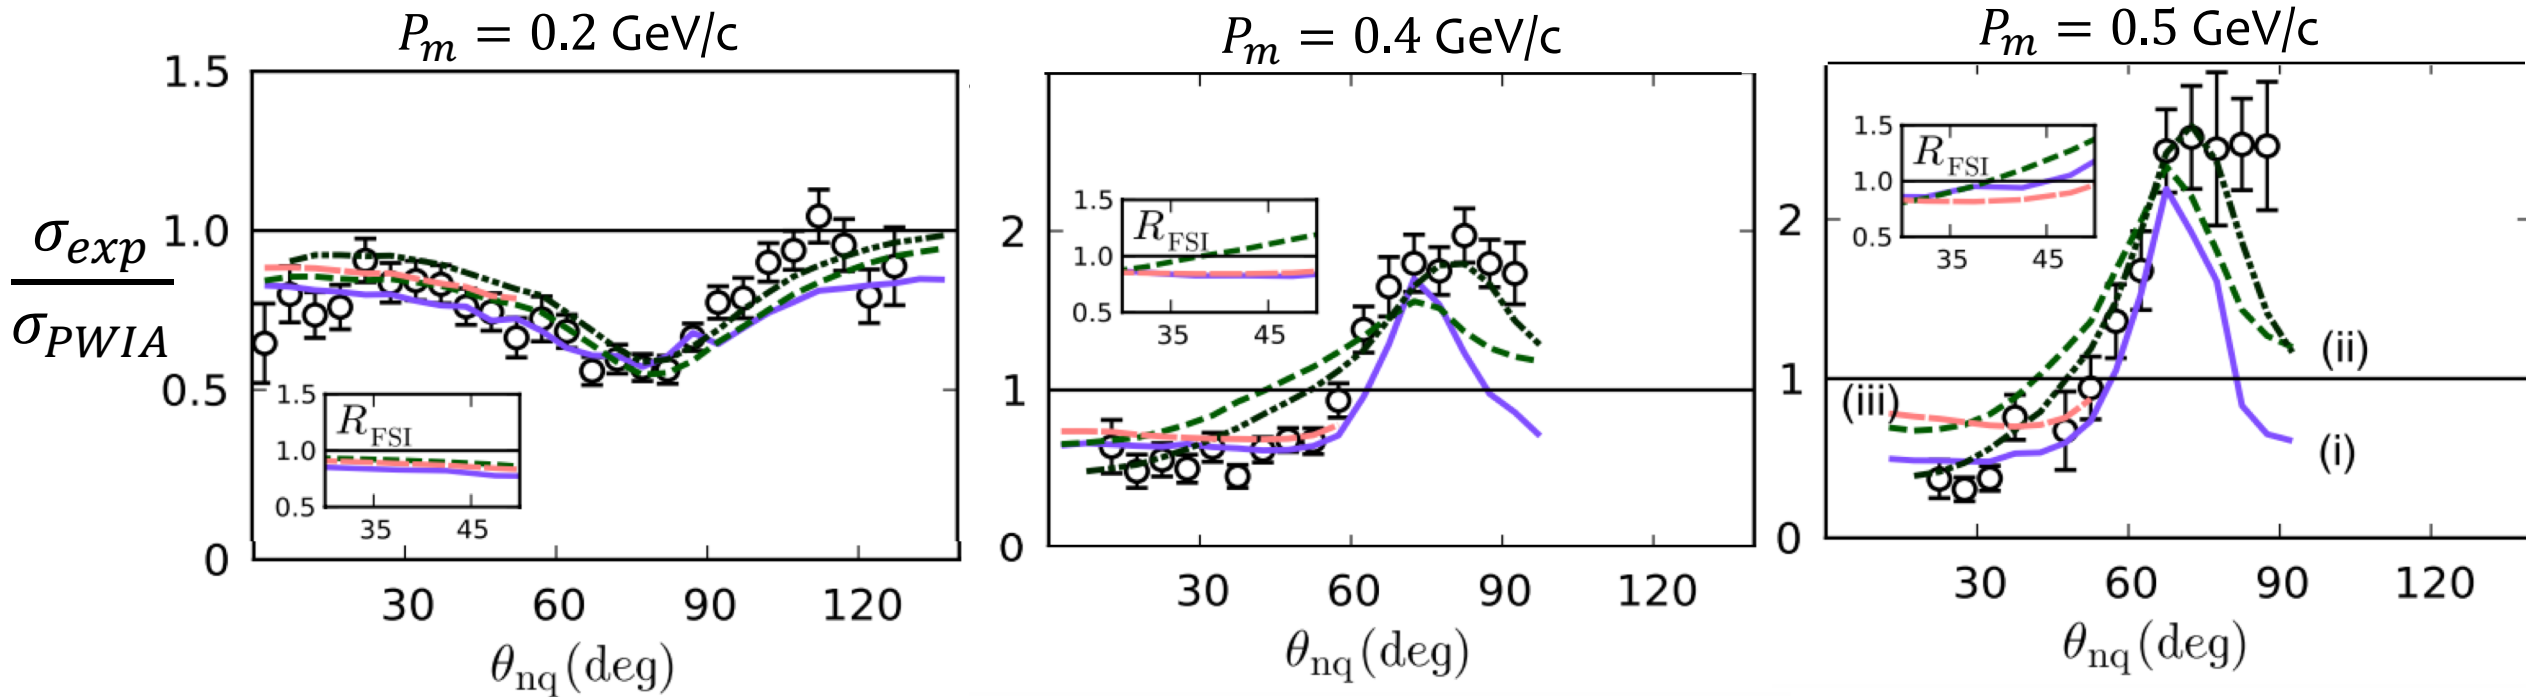 P_m = 0.2 GeV/c
P_m = 0.4 GeV/c
P_m = 0.5 GeV/c
σ_exp
σ_PWIA
1.5
1.0
0.5
0
R_FSI
1.5
1.0
0.5
35 45
30 60 90 120
θ_nq (deg)
2
1
0
R_FSI
1.5
1.0
0.5
35 45
30 60 90 120
θ_nq (deg)
2
1
0
R_FSI
1.5
1.0
0.5
35 45
(ii)
(iii)
(i)
30 60 90 120
θ_nq (deg)